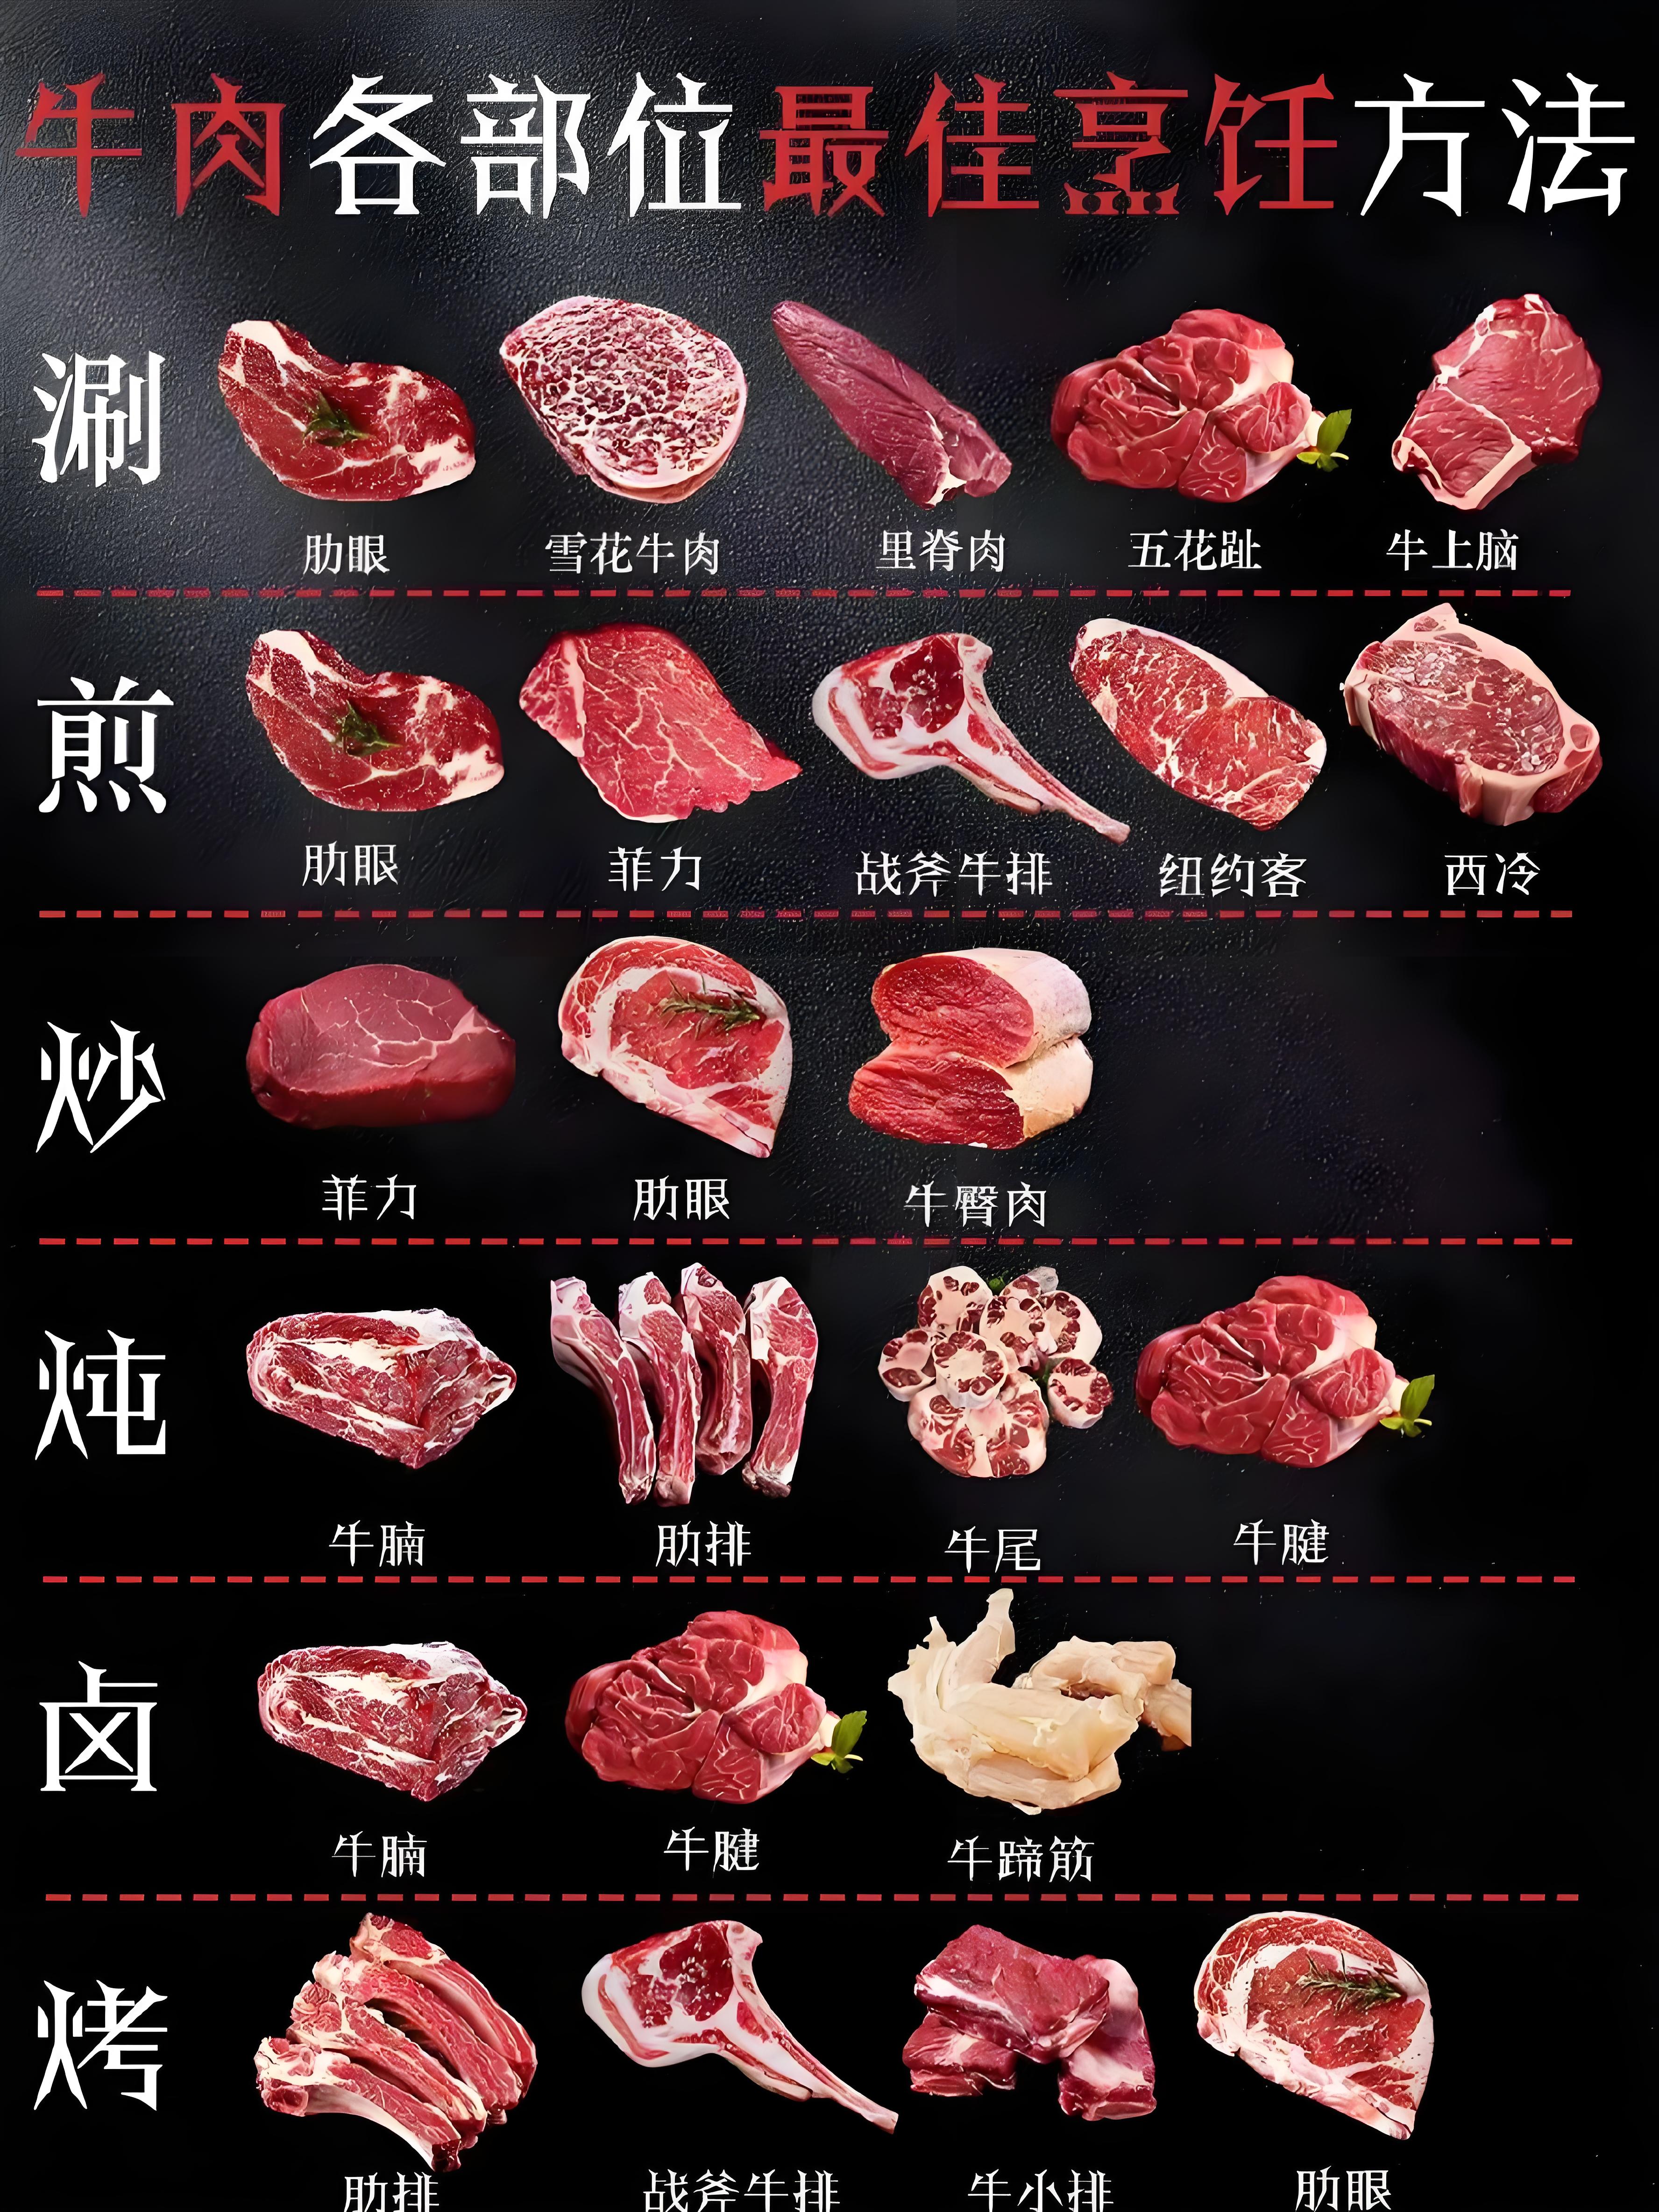 牛肉各部位最佳烹饪方法
涮
肋眼 雪花牛肉 里脊肉 五花趾 牛上脑
煎
肋眼 菲力 战斧牛排 纽约客 西冷
炒
菲力 肋眼 牛臀肉
炖
牛腩 肋排 牛尾 牛腱
卤
牛腩 牛腱 牛蹄筋
烤
肋排 战斧牛排 牛小排 肋眼